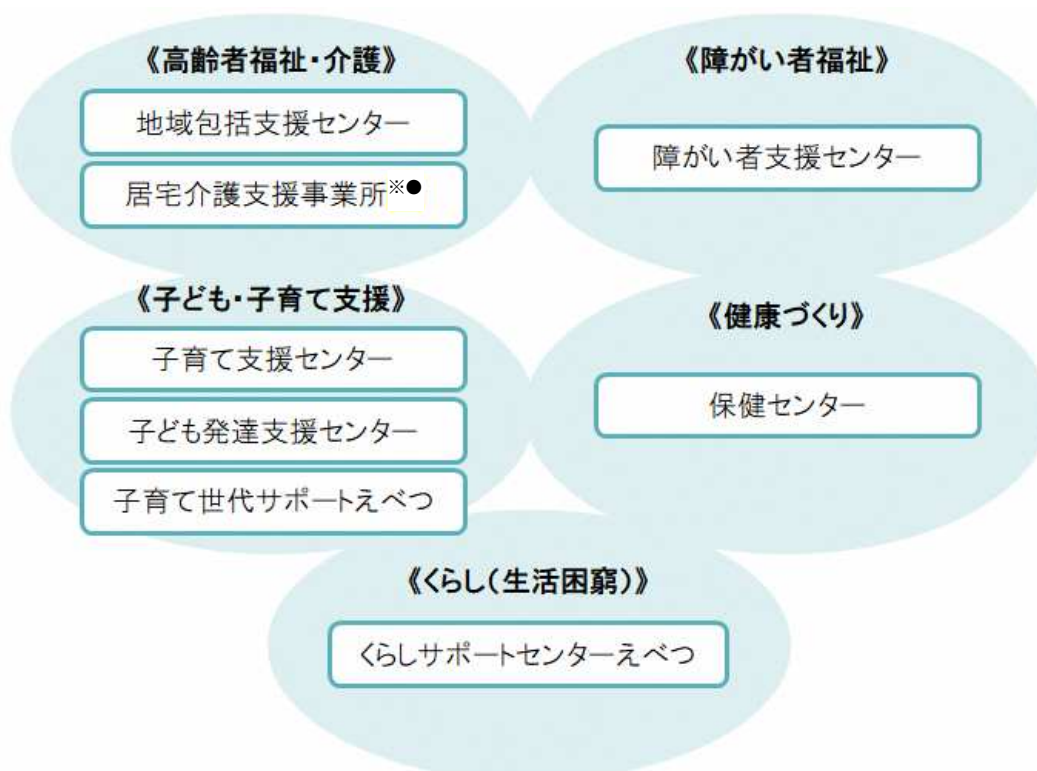 《高齢者福祉・介護》
地域包括支援センター
居宅介護支援事業所※●
《障がい者福祉》
障がい者支援センター
《子ども・子育て支援》
子育て支援センター
子ども発達支援センター
子育て世代サポートえべつ
《健康づくり》
保健センター
《くらし(生活困窮)》
くらしサポートセンターえべつ